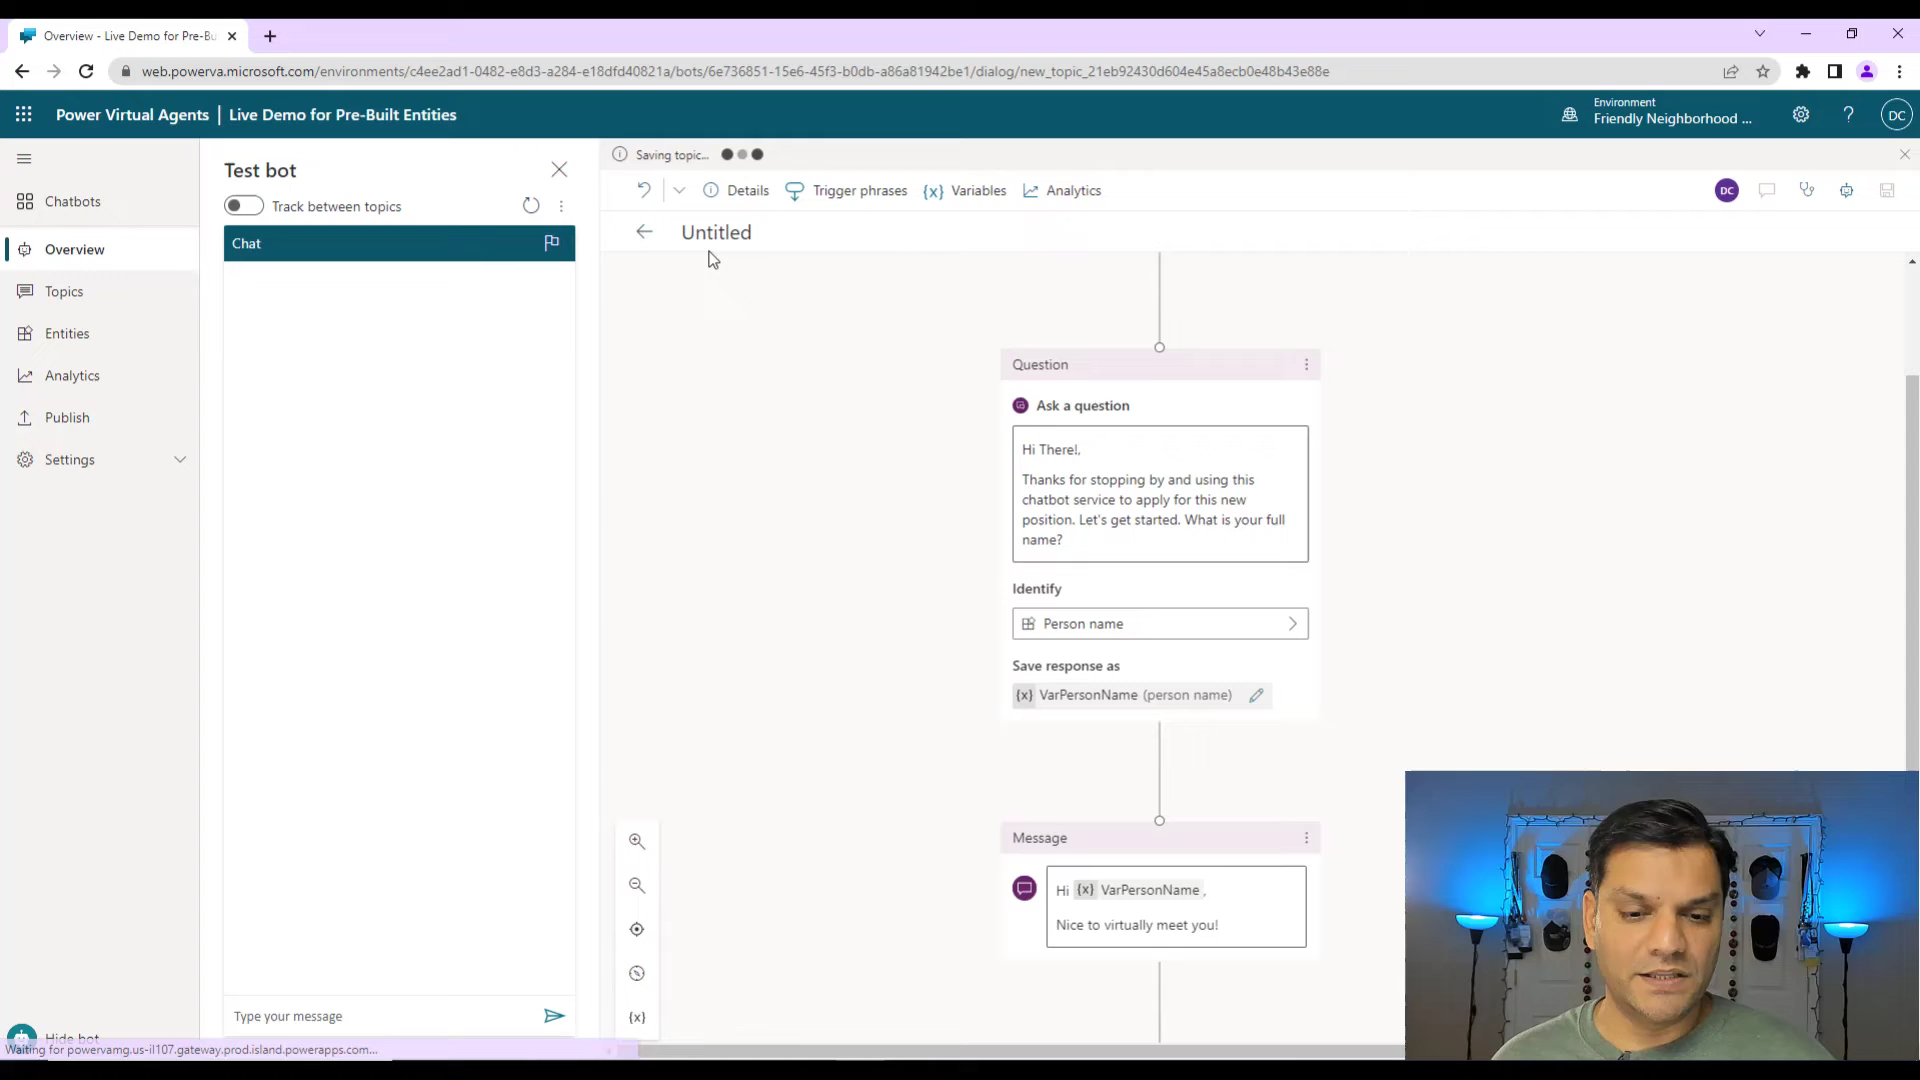 Overview - Live Demo for Pre-Bu
web.powerva.microsoft.com/environments/c4ee2ad1-0482-e8d3-a284-e18dfd40821a/bots/6e736851-15e6-45f3-b0db-a86a81942be1/dialog/new_topic_21eb92430d604e45a8ecb0e48b43e88e
Power Virtual Agents | Live Demo for Pre-Built Entities
Environment
Friendly Neighborhood ...
DC
Chatbots
Overview
Topics
Entities
Analytics
Publish
Settings
Hide bot
Waiting for powervamg.us-il107.gateway.prod.island.powerapps.com...
Test bot
Track between topics
Chat
Type your message
Saving topic...
Details
Trigger phrases
{x} Variables
Analytics
DC
Untitled
Question
Ask a question
Hi There!,
Thanks for stopping by and using this
chatbot service to apply for this new
position. Let's get started. What is your full
name?
Identify
Person name
Save response as
{x} VarPersonName (person name)
Message
Hi {x} VarPersonName ,
Nice to virtually meet you!
{x}